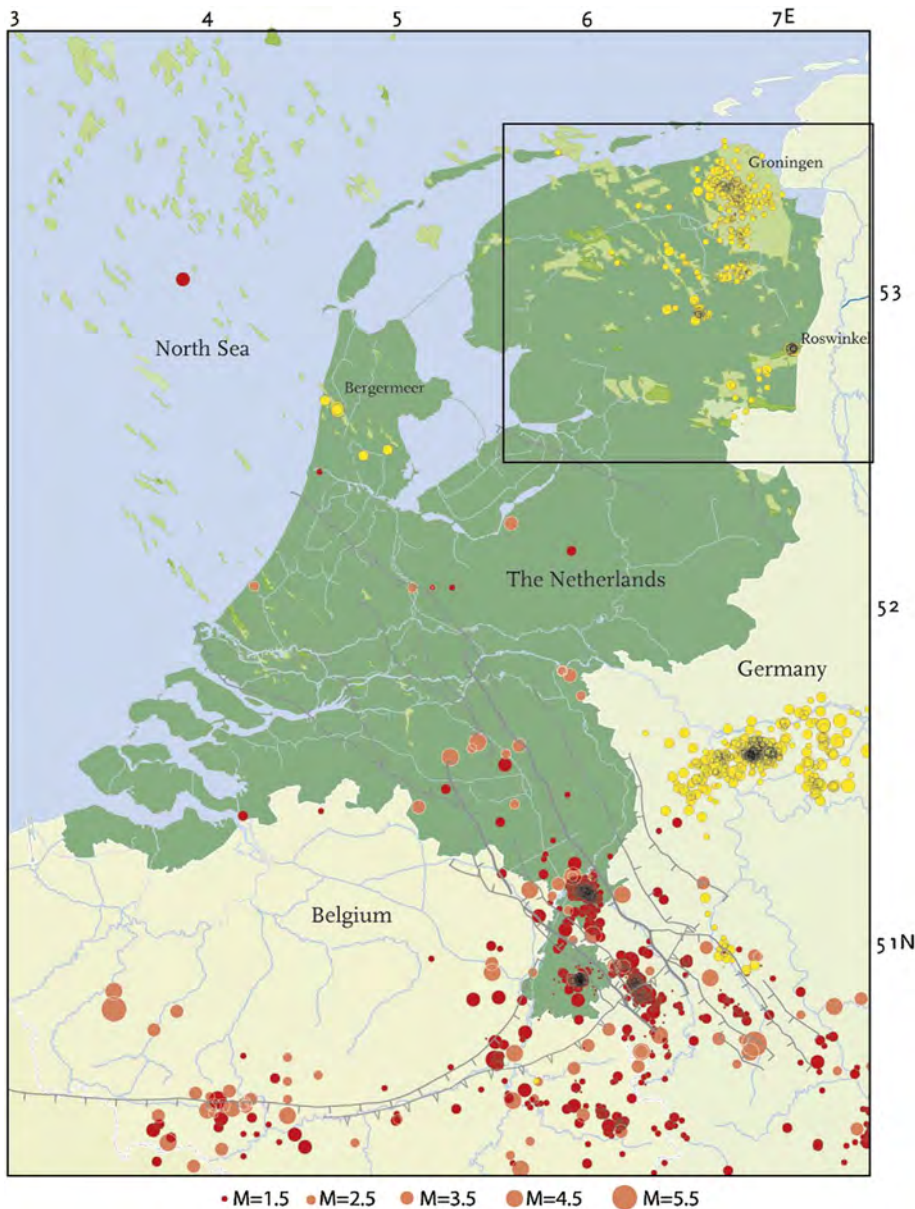 3 4 5 6 7E
Groningen
53
Roswinkel
North Sea
Bergermeer
The Netherlands
52
Germany
Belgium
51N
M=1.5 M=2.5 M=3.5 M=4.5 M=5.5